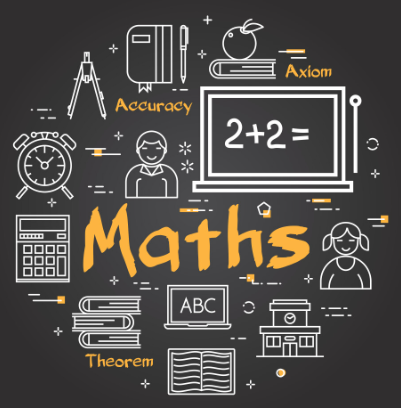 Axiom
Accuracy
2+2=
Maths
ABC
Theorem